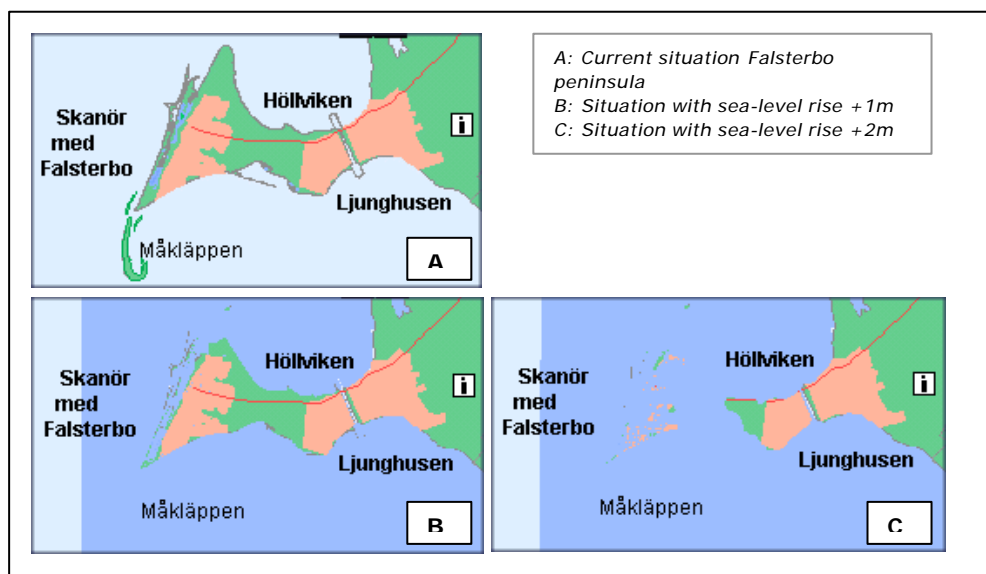 Skanör
med
Falsterbo
Höllviken
i
Ljunghusen
Måkläppen
A
A: Current situation Falsterbo
peninsula
B: Situation with sea-level rise +1m
C: Situation with sea-level rise +2m
Skanör
med
Falsterbo
Höllviken
i
Ljunghusen
Måkläppen
B
Skanör
med
Falsterbo
Höllviken
i
Ljunghusen
Måkläppen
C